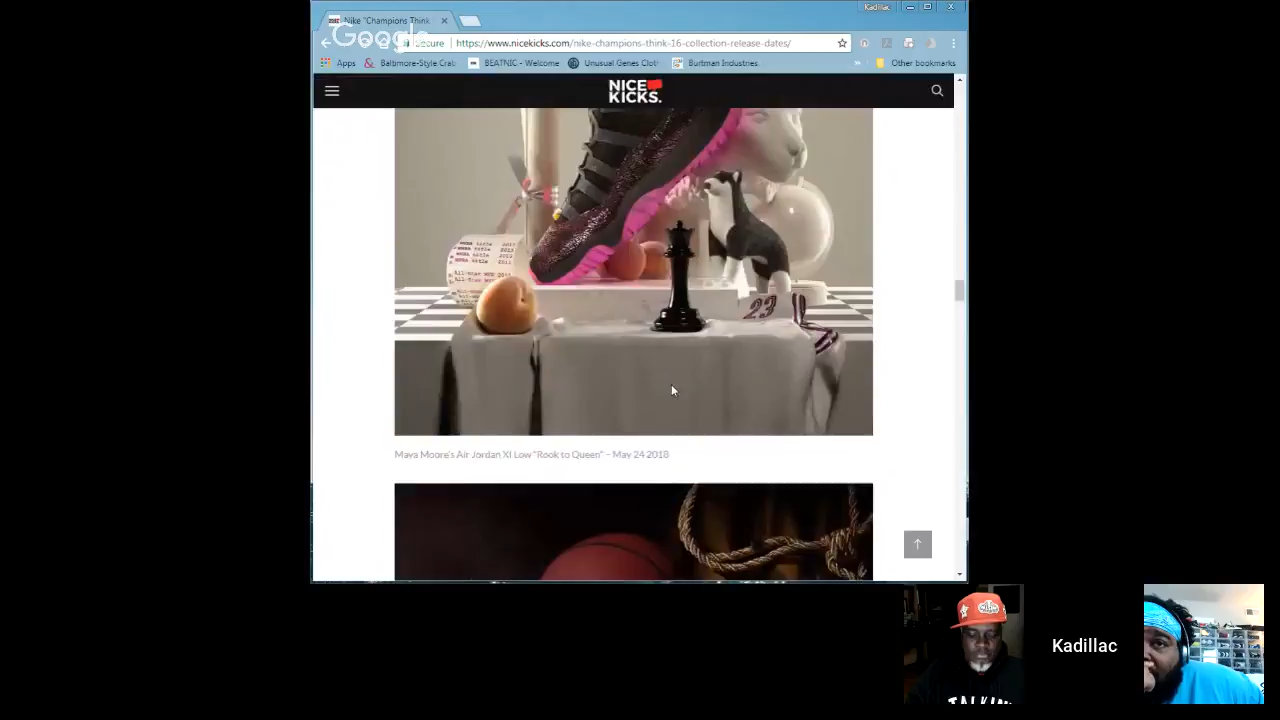 Kadillac
Nike "Champions Think
Google
Secure
https://www.nicekicks.com/nike-champions-think-16-collection-release-dates/
Apps
Baltimore-Style Crab
BEATNIC - Welcome
Unusual Genes Cloth
Burtman Industries
»
Other bookmarks
NICE
KICKS.
23
Maya Moore's Air Jordan XI Low "Rook to Queen" – May 24 2018
Kadillac
TALKIN